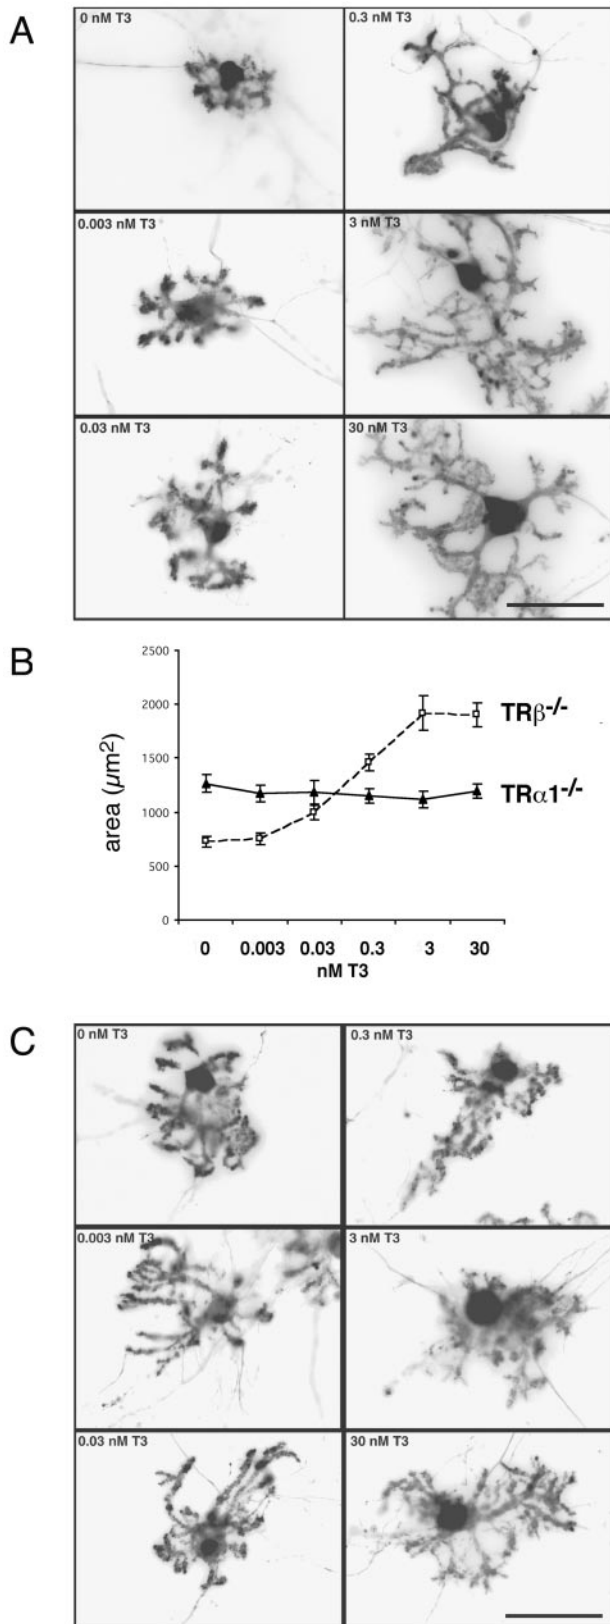 A
0 nM T3
0.3 nM T3
0.003 nM T3
3 nM T3
0.03 nM T3
30 nM T3
B
2500
2000
1500
1000
500
0
area (µm²)
TRβ-/-
TRα1-/-
0 0.003 0.03 0.3 3 30
nM T3
C
0 nM T3
0.3 nM T3
0.003 nM T3
3 nM T3
0.03 nM T3
30 nM T3